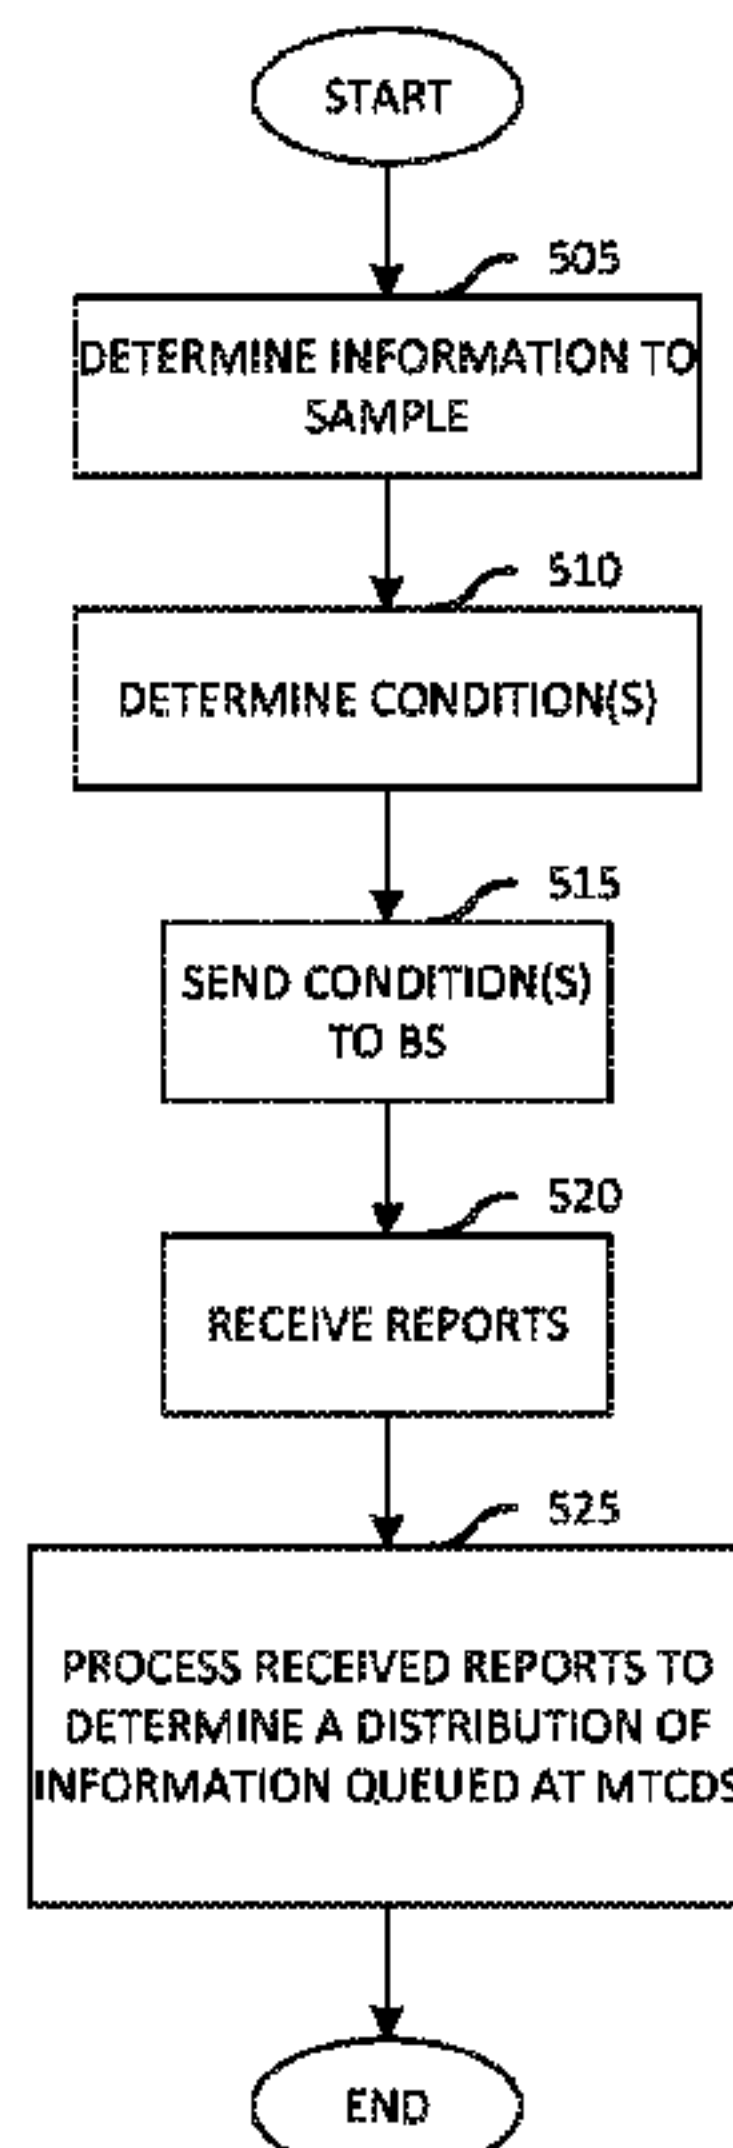 START
505
DETERMINE INFORMATION TO
SAMPLE
510
DETERMINE CONDITION(S)
515
SEND CONDITION(S)
TO BS
520
RECEIVE REPORTS
525
PROCESS RECEIVED REPORTS TO
DETERMINE A DISTRIBUTION OF
INFORMATION QUEUED AT MTCDS
END